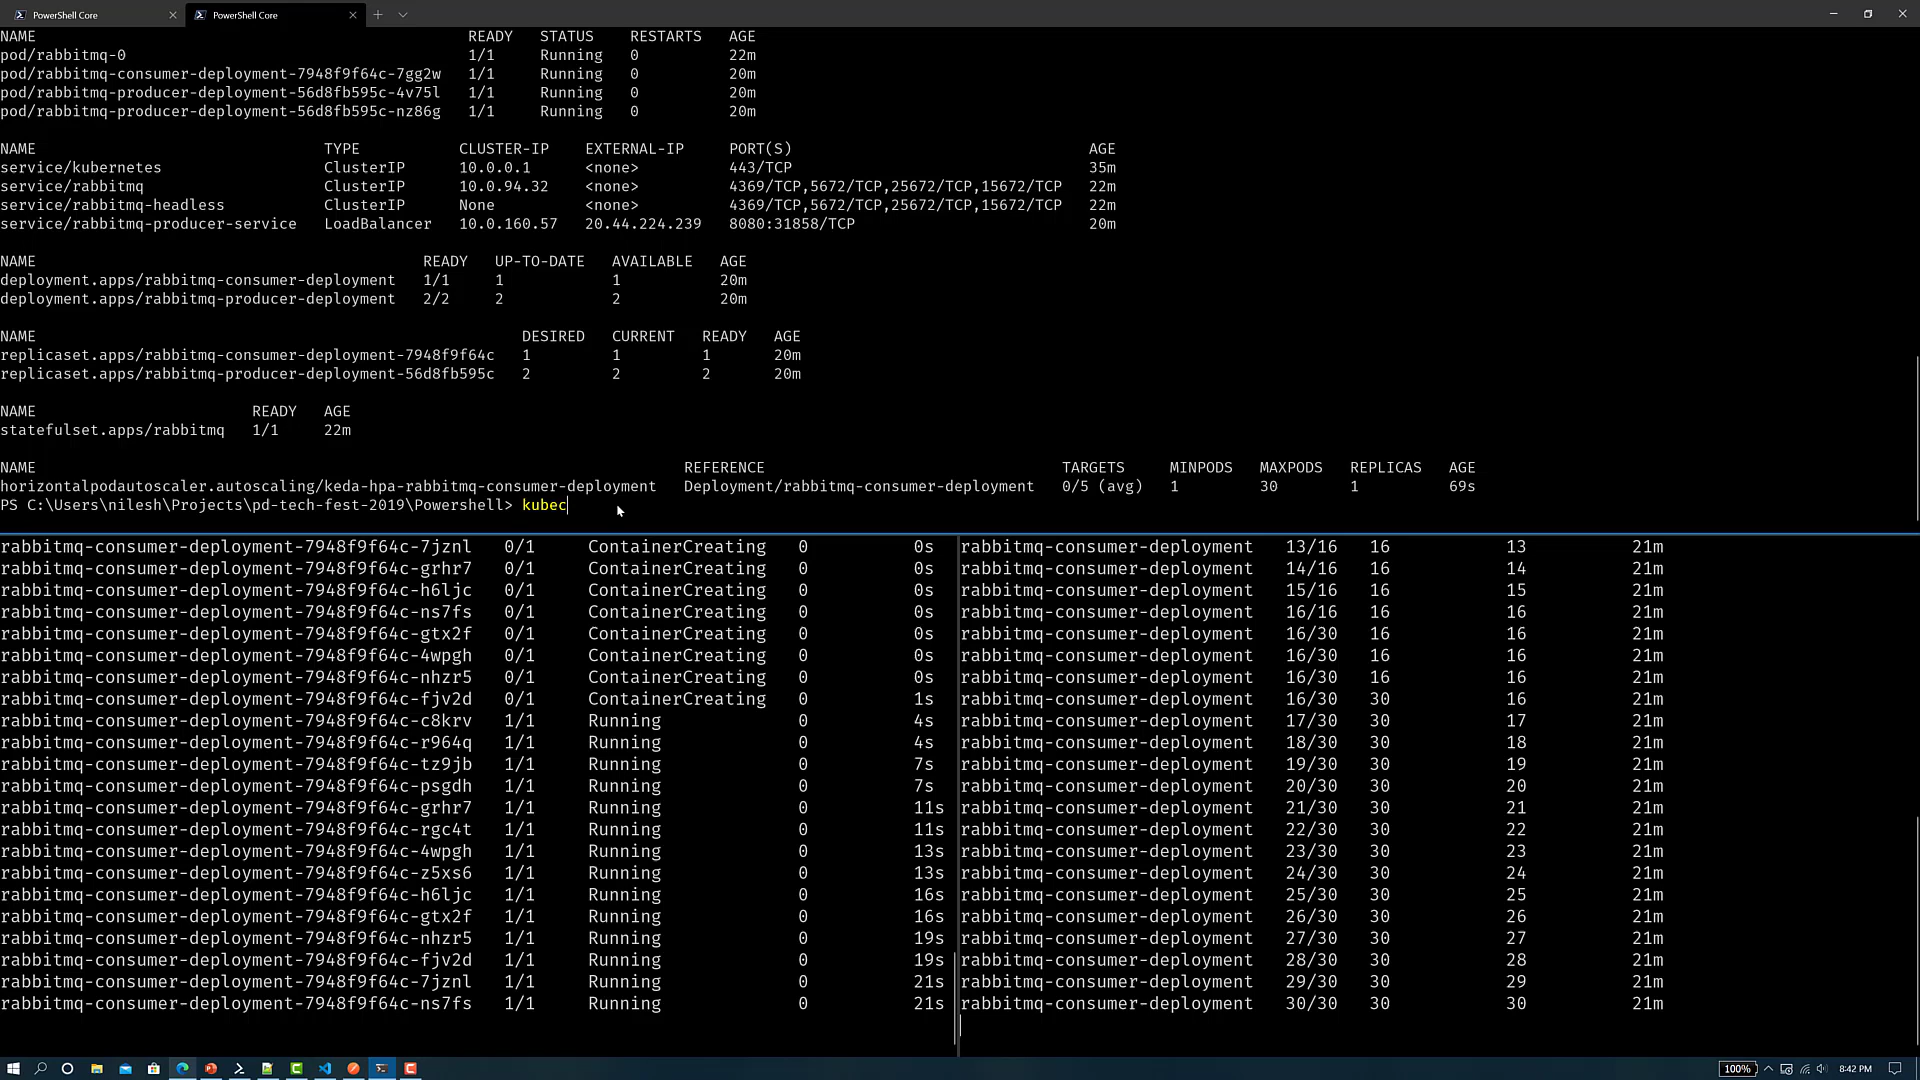 PowerShell Core
PowerShell Core
NAME READY STATUS RESTARTS AGE
pod/rabbitmq-0 1/1 Running 0 22m
pod/rabbitmq-consumer-deployment-7948f9f64c-7gg2w 1/1 Running 0 20m
pod/rabbitmq-producer-deployment-56d8fb595c-4v75l 1/1 Running 0 20m
pod/rabbitmq-producer-deployment-56d8fb595c-nz86g 1/1 Running 0 20m
NAME TYPE CLUSTER-IP EXTERNAL-IP PORT(S) AGE
service/kubernetes ClusterIP 10.0.0.1 <none> 443/TCP 35m
service/rabbitmq ClusterIP 10.0.94.32 <none> 4369/TCP,5672/TCP,25672/TCP,15672/TCP 22m
service/rabbitmq-headless ClusterIP None <none> 4369/TCP,5672/TCP,25672/TCP,15672/TCP 22m
service/rabbitmq-producer-service LoadBalancer 10.0.160.57 20.44.224.239 8080:31858/TCP 20m
NAME READY UP-TO-DATE AVAILABLE AGE
deployment.apps/rabbitmq-consumer-deployment 1/1 1 1 20m
deployment.apps/rabbitmq-producer-deployment 2/2 2 2 20m
NAME DESIRED CURRENT READY AGE
replicaset.apps/rabbitmq-consumer-deployment-7948f9f64c 1 1 1 20m
replicaset.apps/rabbitmq-producer-deployment-56d8fb595c 2 2 2 20m
NAME READY AGE
statefulset.apps/rabbitmq 1/1 22m
NAME REFERENCE TARGETS MINPODS MAXPODS REPLICAS AGE
horizontalpodautoscaler.autoscaling/keda-hpa-rabbitmq-consumer-deployment Deployment/rabbitmq-consumer-deployment 0/5 (avg) 1 30 1 69s
PS C:\Users\nilesh\Projects\pd-tech-fest-2019\Powershell> kubec
rabbitmq-consumer-deployment-7948f9f64c-7jznl 0/1 ContainerCreating 0 0s
rabbitmq-consumer-deployment-7948f9f64c-grhr7 0/1 ContainerCreating 0 0s
rabbitmq-consumer-deployment-7948f9f64c-h6ljc 0/1 ContainerCreating 0 0s
rabbitmq-consumer-deployment-7948f9f64c-ns7fs 0/1 ContainerCreating 0 0s
rabbitmq-consumer-deployment-7948f9f64c-gtx2f 0/1 ContainerCreating 0 0s
rabbitmq-consumer-deployment-7948f9f64c-4wpgh 0/1 ContainerCreating 0 0s
rabbitmq-consumer-deployment-7948f9f64c-nhzr5 0/1 ContainerCreating 0 0s
rabbitmq-consumer-deployment-7948f9f64c-fjv2d 0/1 ContainerCreating 0 1s
rabbitmq-consumer-deployment-7948f9f64c-c8krv 1/1 Running 0 4s
rabbitmq-consumer-deployment-7948f9f64c-r964q 1/1 Running 0 4s
rabbitmq-consumer-deployment-7948f9f64c-tz9jb 1/1 Running 0 7s
rabbitmq-consumer-deployment-7948f9f64c-psgdh 1/1 Running 0 7s
rabbitmq-consumer-deployment-7948f9f64c-grhr7 1/1 Running 0 11s
rabbitmq-consumer-deployment-7948f9f64c-rgc4t 1/1 Running 0 11s
rabbitmq-consumer-deployment-7948f9f64c-4wpgh 1/1 Running 0 13s
rabbitmq-consumer-deployment-7948f9f64c-z5xs6 1/1 Running 0 13s
rabbitmq-consumer-deployment-7948f9f64c-h6ljc 1/1 Running 0 16s
rabbitmq-consumer-deployment-7948f9f64c-gtx2f 1/1 Running 0 16s
rabbitmq-consumer-deployment-7948f9f64c-nhzr5 1/1 Running 0 19s
rabbitmq-consumer-deployment-7948f9f64c-fjv2d 1/1 Running 0 19s
rabbitmq-consumer-deployment-7948f9f64c-7jznl 1/1 Running 0 21s
rabbitmq-consumer-deployment-7948f9f64c-ns7fs 1/1 Running 0 21s
rabbitmq-consumer-deployment 13/16 16 13 21m
rabbitmq-consumer-deployment 14/16 16 14 21m
rabbitmq-consumer-deployment 15/16 16 15 21m
rabbitmq-consumer-deployment 16/16 16 16 21m
rabbitmq-consumer-deployment 16/30 16 16 21m
rabbitmq-consumer-deployment 16/30 16 16 21m
rabbitmq-consumer-deployment 16/30 16 16 21m
rabbitmq-consumer-deployment 16/30 30 16 21m
rabbitmq-consumer-deployment 17/30 30 17 21m
rabbitmq-consumer-deployment 18/30 30 18 21m
rabbitmq-consumer-deployment 19/30 30 19 21m
rabbitmq-consumer-deployment 20/30 30 20 21m
rabbitmq-consumer-deployment 21/30 30 21 21m
rabbitmq-consumer-deployment 22/30 30 22 21m
rabbitmq-consumer-deployment 23/30 30 23 21m
rabbitmq-consumer-deployment 24/30 30 24 21m
rabbitmq-consumer-deployment 25/30 30 25 21m
rabbitmq-consumer-deployment 26/30 30 26 21m
rabbitmq-consumer-deployment 27/30 30 27 21m
rabbitmq-consumer-deployment 28/30 30 28 21m
rabbitmq-consumer-deployment 29/30 30 29 21m
rabbitmq-consumer-deployment 30/30 30 30 21m
100% 8:42 PM